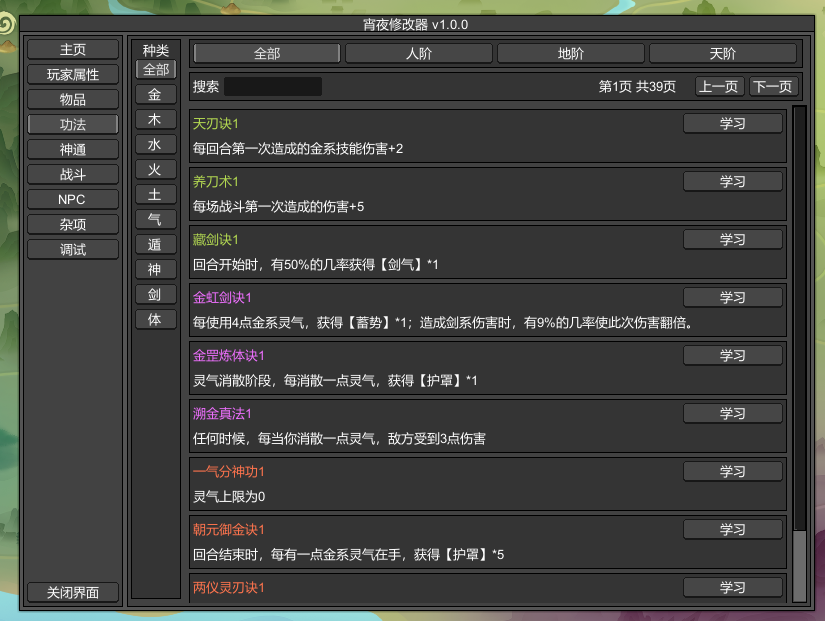 宵夜修改器 v1.0.0
主页
玩家属性
物品
功法
神通
战斗
NPC
杂项
调试
关闭界面
种类
全部
金
木
水
火
土
气
遁
神
剑
体
全部 人阶 地阶 天阶
搜索 第1页 共39页 上一页 下一页
天刃诀1 学习
每回合第一次造成的金系技能伤害+2
养刀术1 学习
每场战斗第一次造成的伤害+5
藏剑诀1 学习
回合开始时，有50%的几率获得【剑气】*1
金虹剑诀1 学习
每使用4点金系灵气，获得【蓄势】*1；造成剑系伤害时，有9%的几率使此次伤害翻倍。
金罡炼体诀1 学习
灵气消散阶段，每消散一点灵气，获得【护罩】*1
溯金真法1 学习
任何时候，每当你消散一点灵气，敌方受到3点伤害
一气分神功1 学习
灵气上限为0
朝元御金诀1 学习
回合结束时，每有一点金系灵气在手，获得【护罩】*5
两仪灵刃诀1 学习